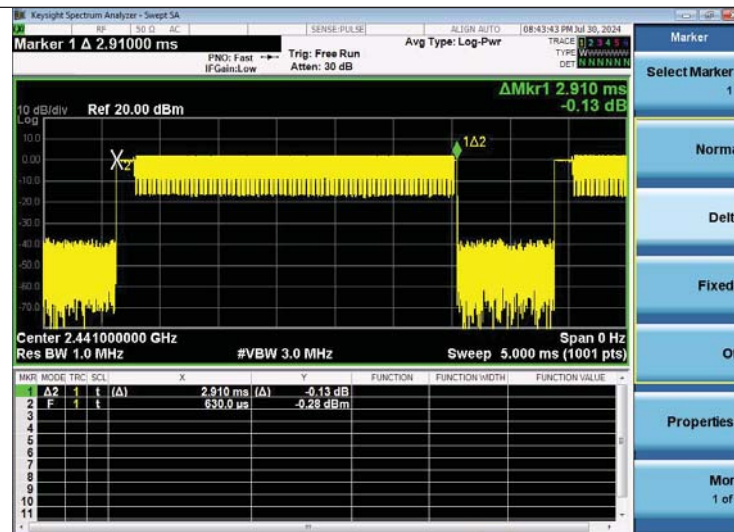 Keysight Spectrum Analyzer - Swept SA
RF 50 Ω AC SENSE:PULSE ALIGN AUTO 08:43:43 PM Jul 30, 2024
Marker 1 Δ 2.91000 ms
PNO: Fast
IFGain:Low
Trig: Free Run
Atten: 30 dB
Avg Type: Log-Pwr
TRACE 1 2 3 4 5 6
TYPE WWWWWW
DET N N N N N N
ΔMkr1 2.910 ms
-0.13 dB
10 dB/div Ref 20.00 dBm
Log
10.0
0.00
-10.0
-20.0
-30.0
-40.0
-50.0
-60.0
-70.0
X2
1Δ2
Center 2.441000000 GHz Span 0 Hz
Res BW 1.0 MHz #VBW 3.0 MHz Sweep 5.000 ms (1001 pts)
MKR MODE TRC SCL X Y FUNCTION FUNCTION WIDTH FUNCTION VALUE
1 Δ2 1 t (Δ) 2.910 ms (Δ) -0.13 dB
2 F 1 t 630.0 µs -0.28 dBm
3
4
5
6
7
8
9
10
11
Marker
Select Marker
1
Norma
Delt
Fixed
O
Properties
Mor
1 of